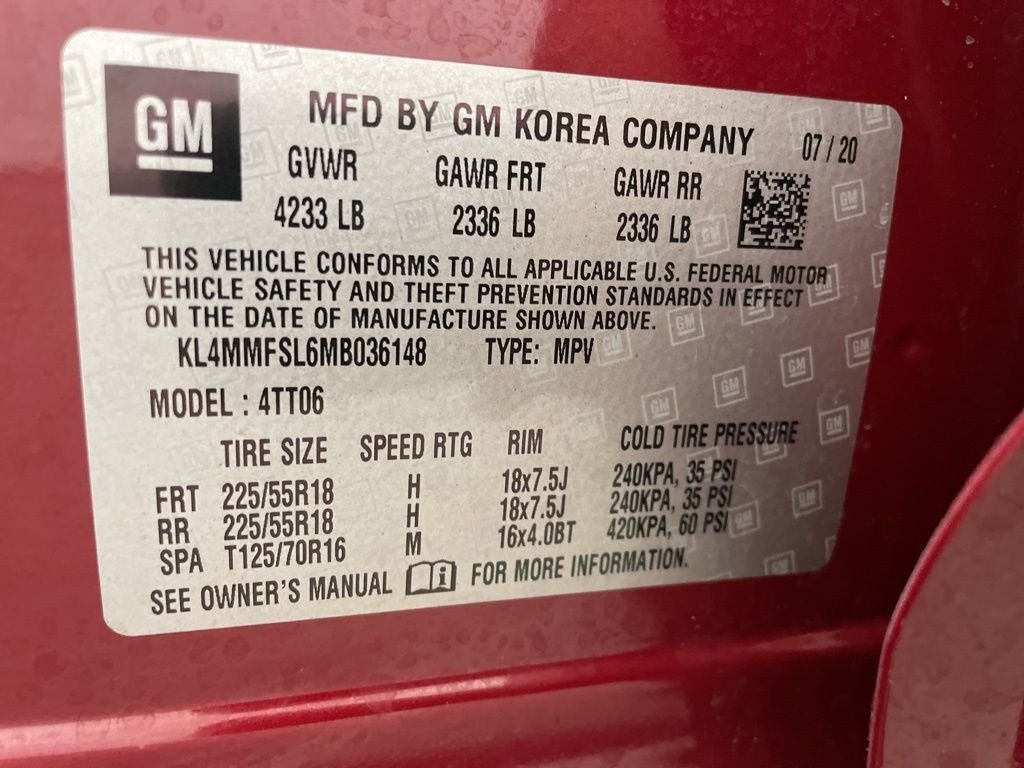 GM
MFD BY GM KOREA COMPANY 07/20
GVWR GAWR FRT GAWR RR
4233 LB 2336 LB 2336 LB
THIS VEHICLE CONFORMS TO ALL APPLICABLE U.S. FEDERAL MOTOR
VEHICLE SAFETY AND THEFT PREVENTION STANDARDS IN EFFECT
ON THE DATE OF MANUFACTURE SHOWN ABOVE.
KL4MMFSL6MB036148 TYPE: MPV
MODEL : 4TT06
TIRE SIZE SPEED RTG RIM COLD TIRE PRESSURE
FRT 225/55R18 H 18x7.5J 240KPA, 35 PSI
RR 225/55R18 H 18x7.5J 240KPA, 35 PSI
SPA T125/70R16 M 16x4.0BT 420KPA, 60 PSI
SEE OWNER'S MANUAL i FOR MORE INFORMATION.